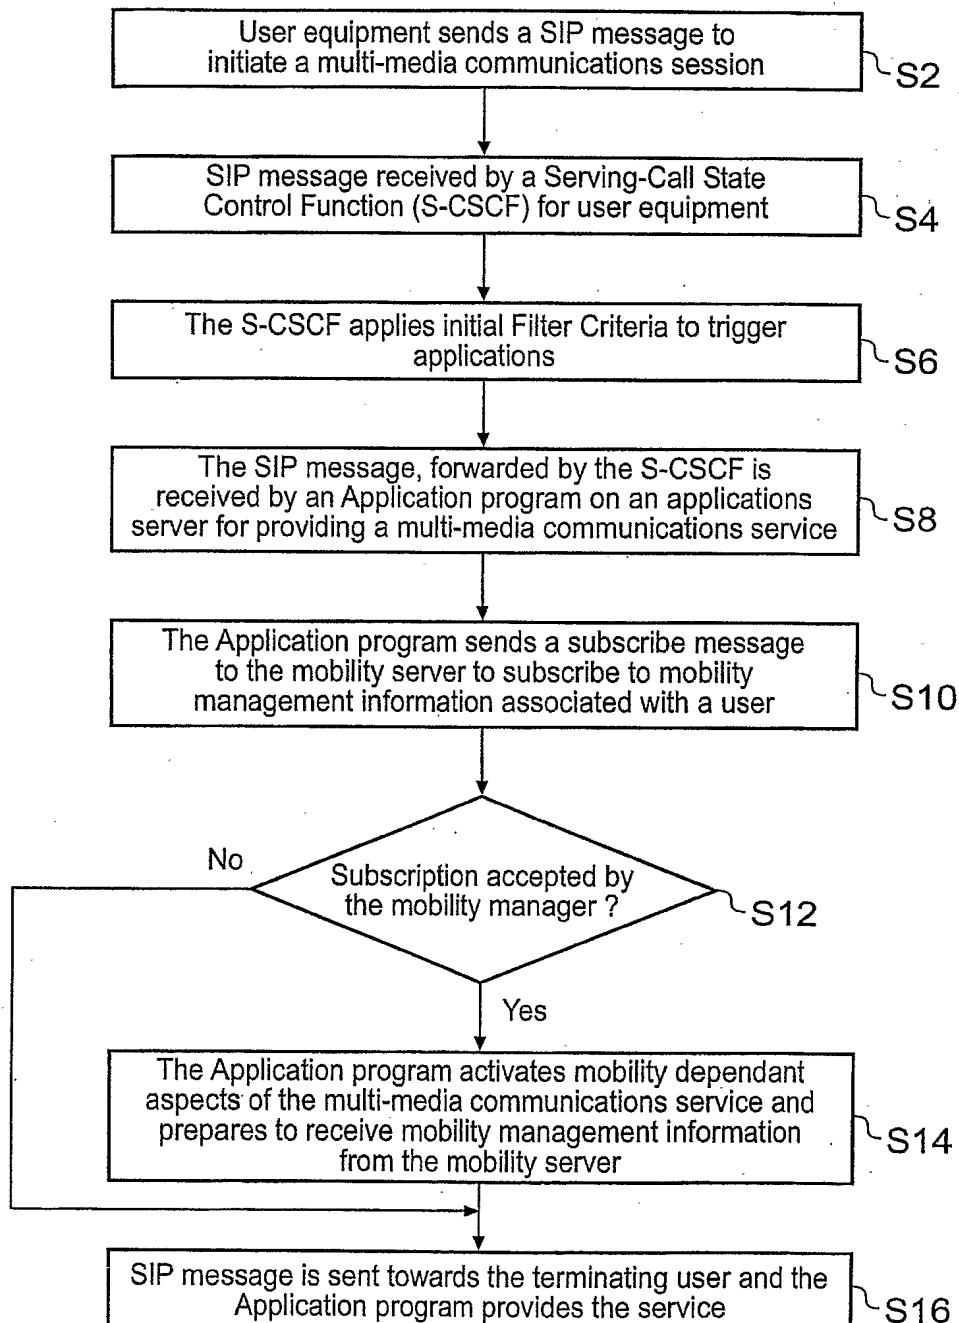 User equipment sends a SIP message to
initiate a multi-media communications session
S2
SIP message received by a Serving-Call State
Control Function (S-CSCF) for user equipment
S4
The S-CSCF applies initial Filter Criteria to trigger
applications
S6
The SIP message, forwarded by the S-CSCF is
received by an Application program on an applications
server for providing a multi-media communications service
S8
The Application program sends a subscribe message
to the mobility server to subscribe to mobility
management information associated with a user
S10
No
Subscription accepted by
the mobility manager ?
S12
Yes
The Application program activates mobility dependant
aspects of the multi-media communications service and
prepares to receive mobility management information
from the mobility server
S14
SIP message is sent towards the terminating user and the
Application program provides the service
S16